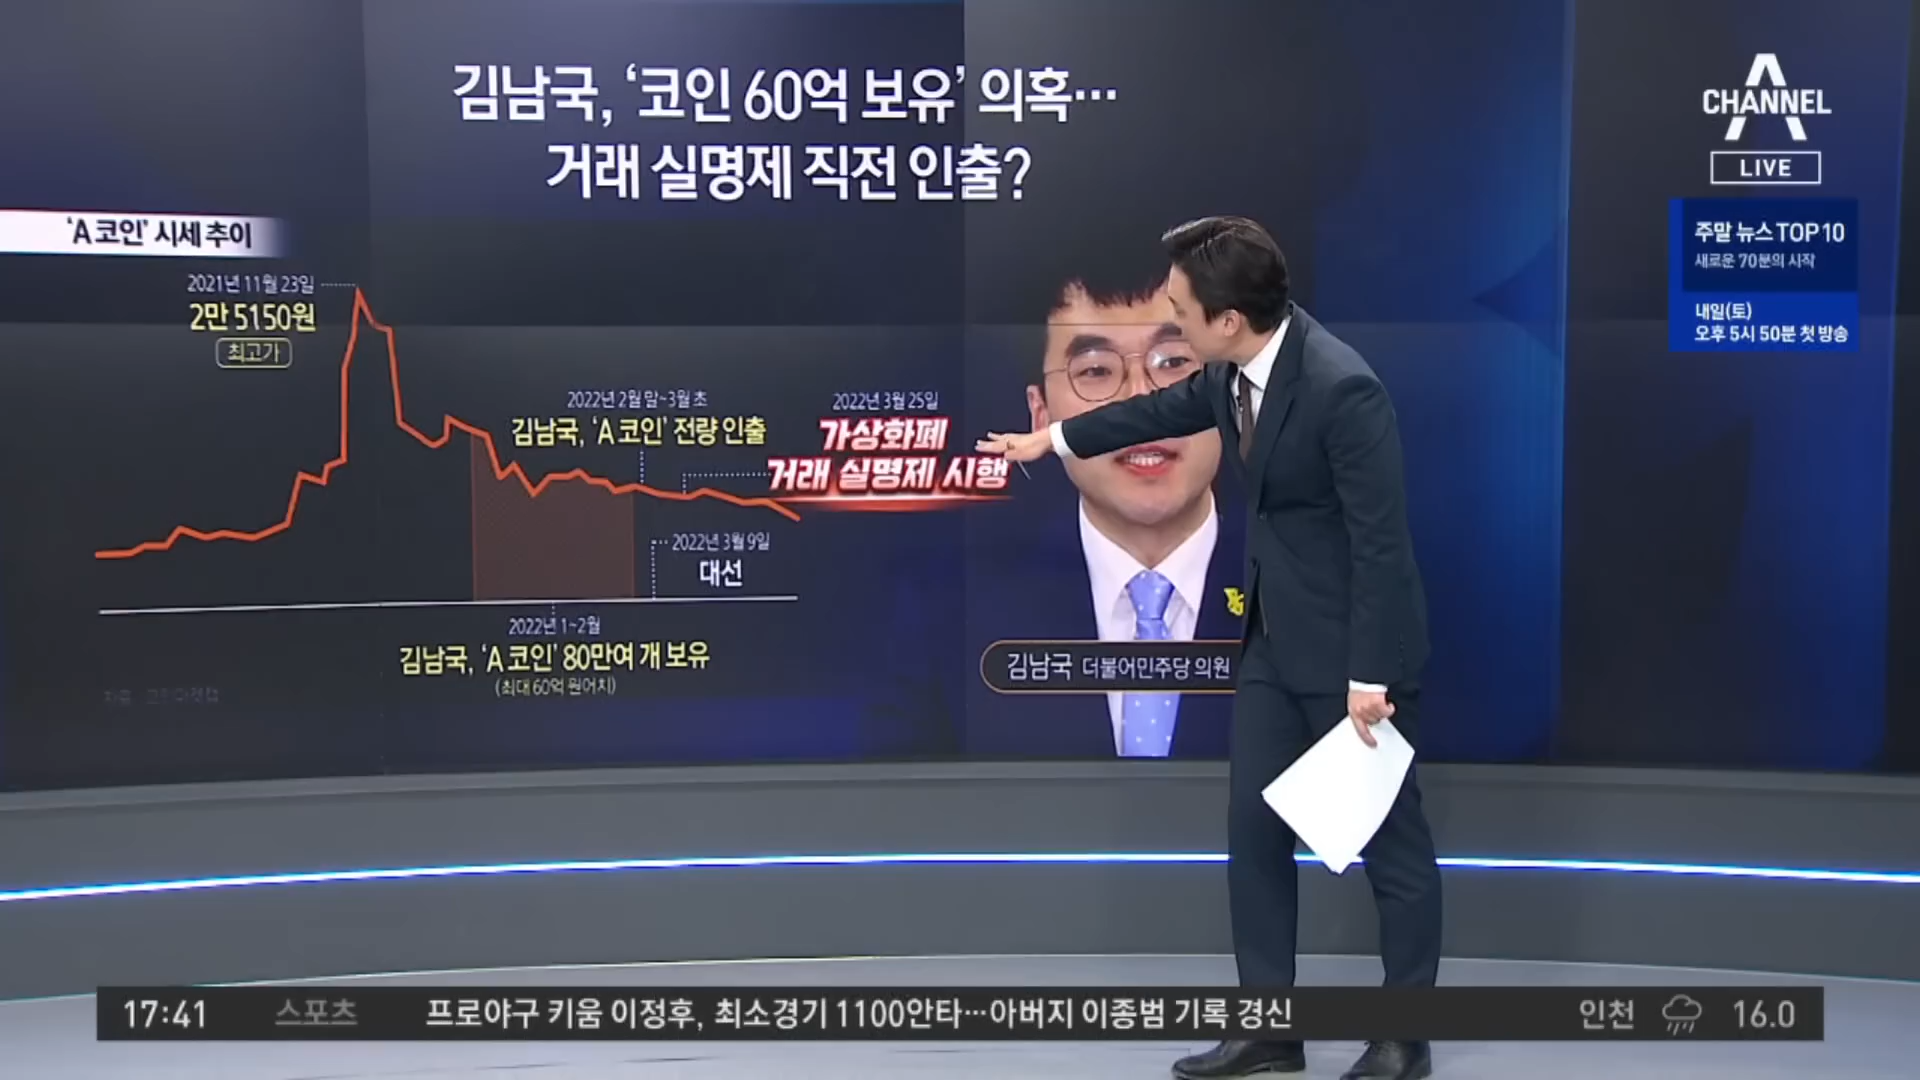 김남국, ‘코인 60억 보유’ 의혹…
거래 실명제 직전 인출?
CHANNEL A
LIVE
주말 뉴스 TOP 10
새로운 70분의 시작
내일(토)
오후 5시 50분 첫 방송
‘A 코인’ 시세 추이
2021년 11월 23일
2만 5150원
최고가
2022년 2월 말~3월 초
김남국, ‘A 코인’ 전량 인출
2022년 3월 25일
가상화폐
거래 실명제 시행
2022년 3월 9일
대선
2022년 1~2월
김남국, ‘A 코인’ 80만여 개 보유
(최대 60억 원어치)
김남국 더불어민주당 의원
17:41 스포츠 프로야구 키움 이정후, 최소경기 1100안타…아버지 이종범 기록 경신 인천 16.0